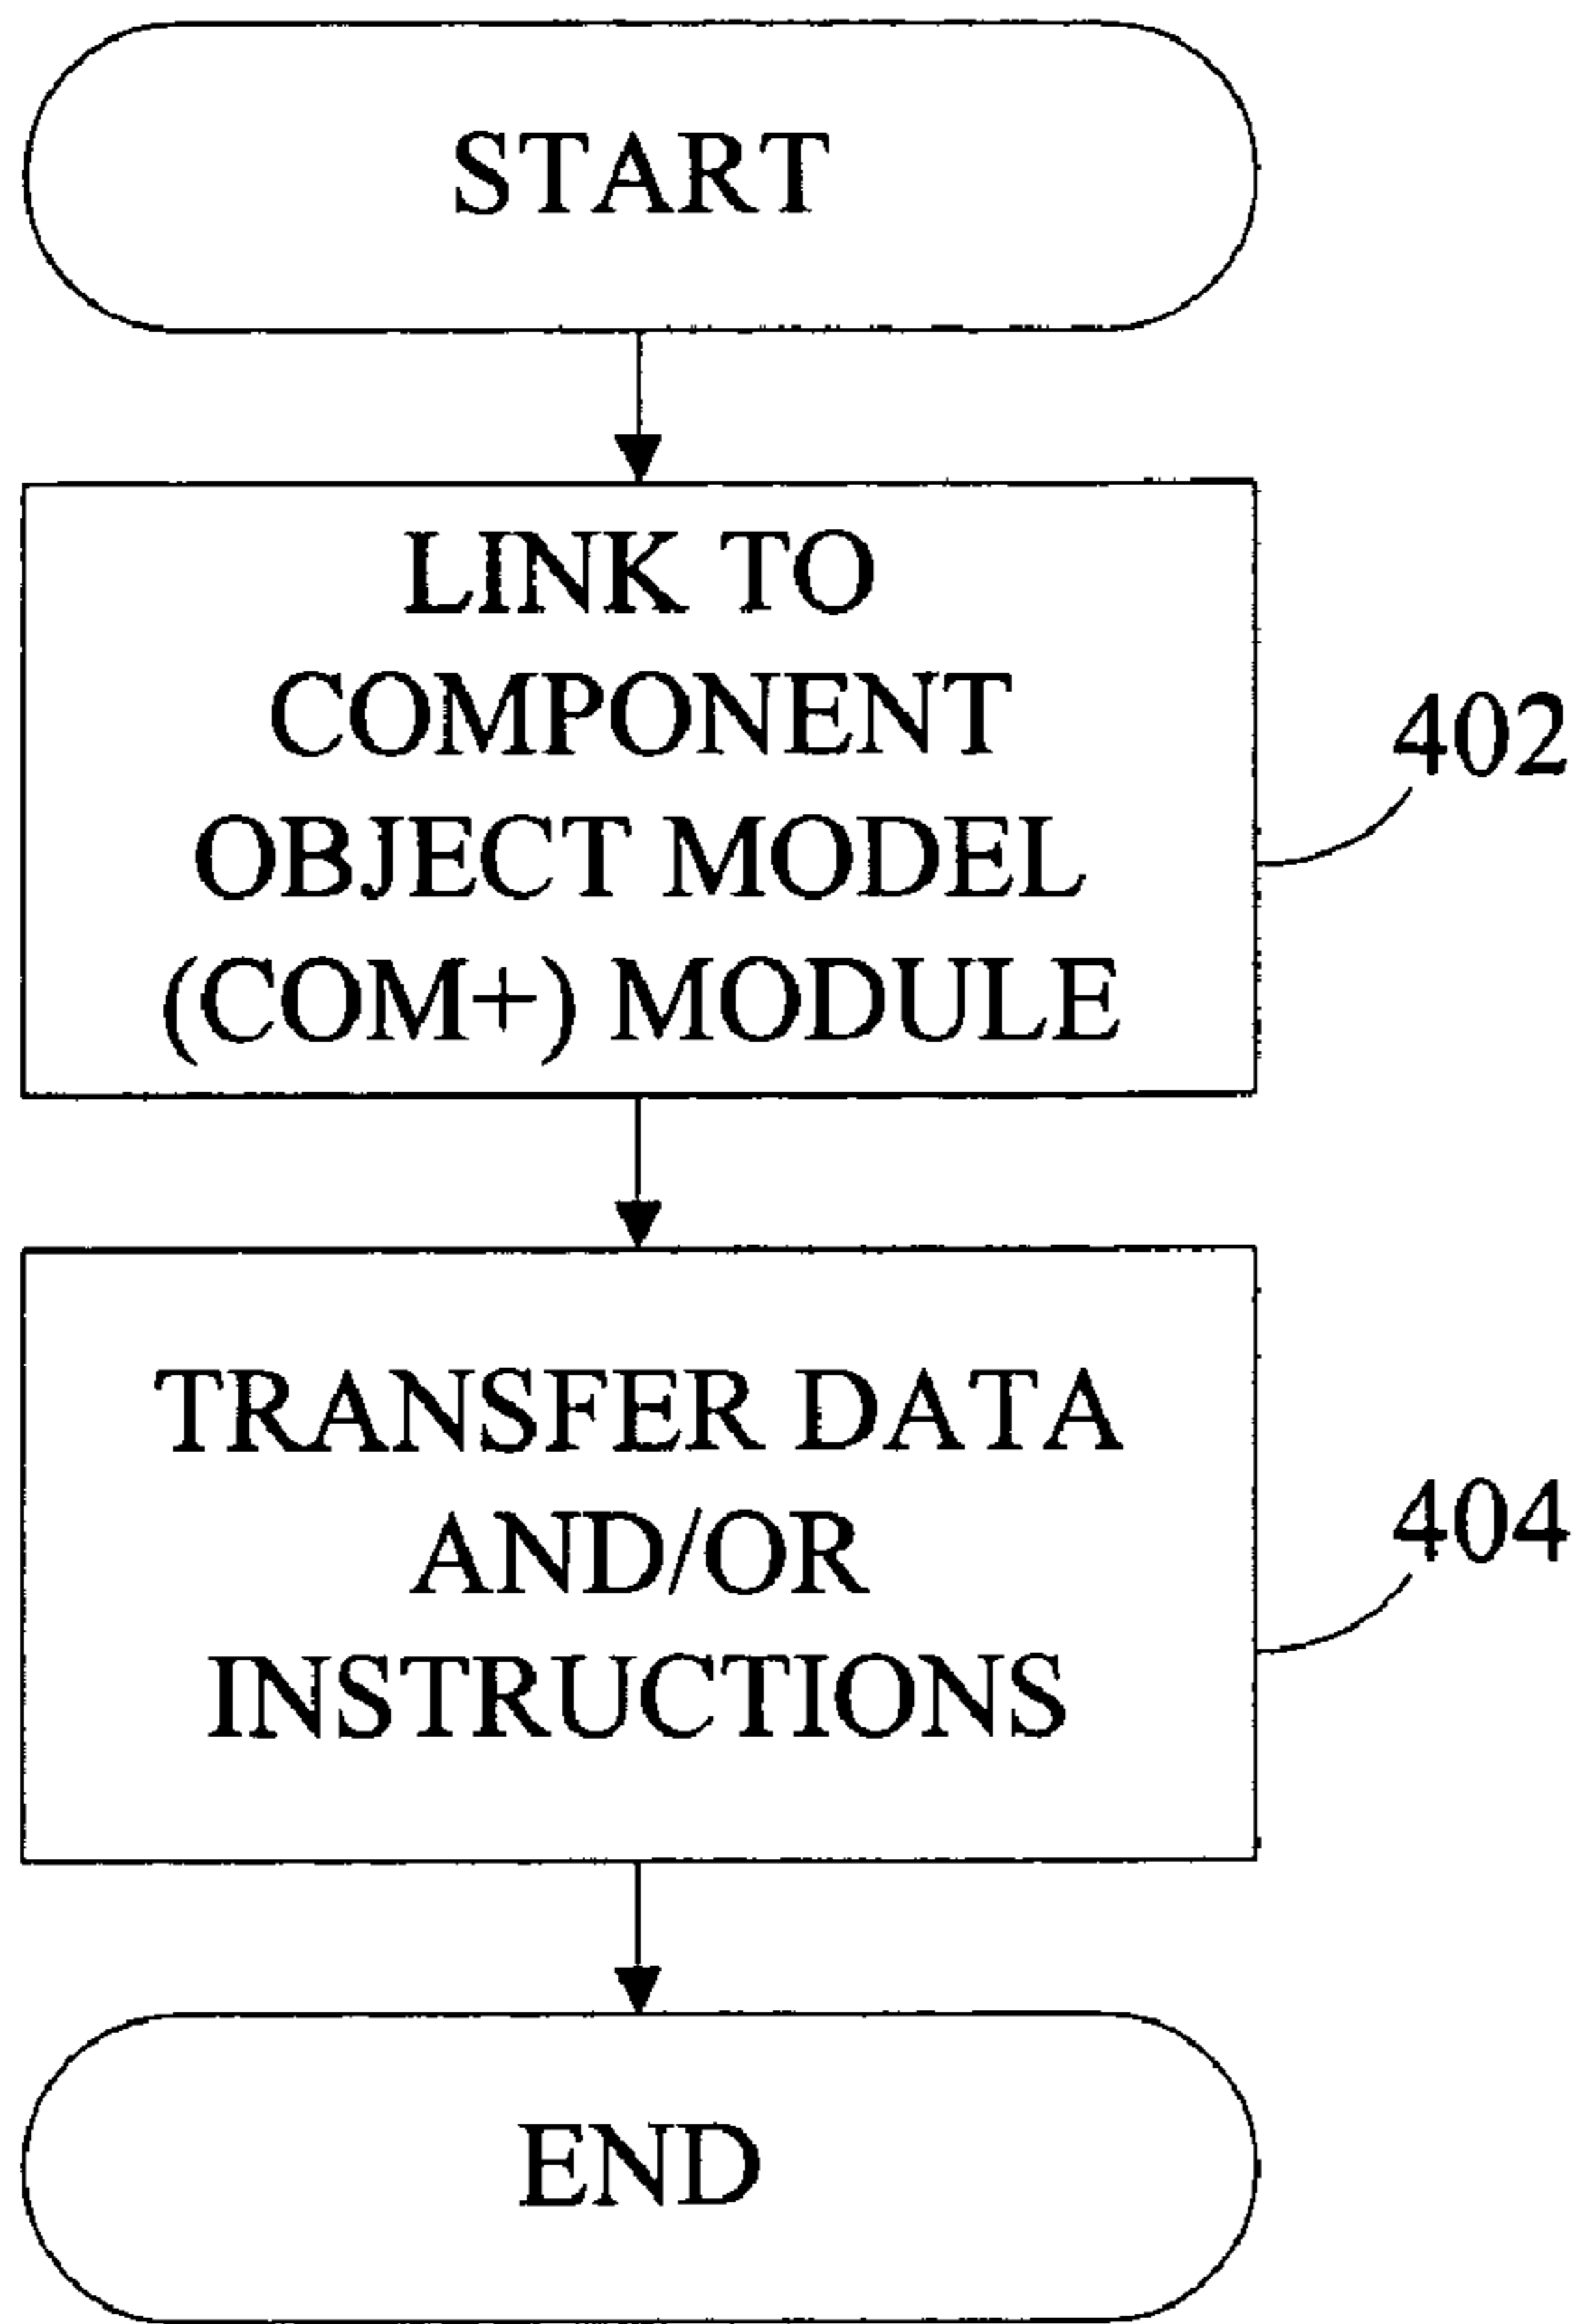 START
LINK TO
COMPONENT
OBJECT MODEL
(COM+) MODULE
402
TRANSFER DATA
AND/OR
INSTRUCTIONS
404
END